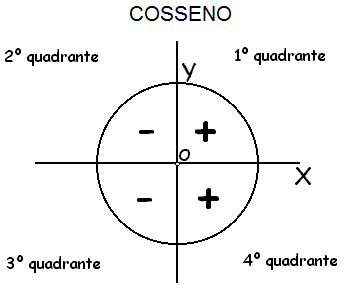 COSSENO
2º quadrante
1º quadrante
y
- +
o
X
- +
3º quadrante
4º quadrante